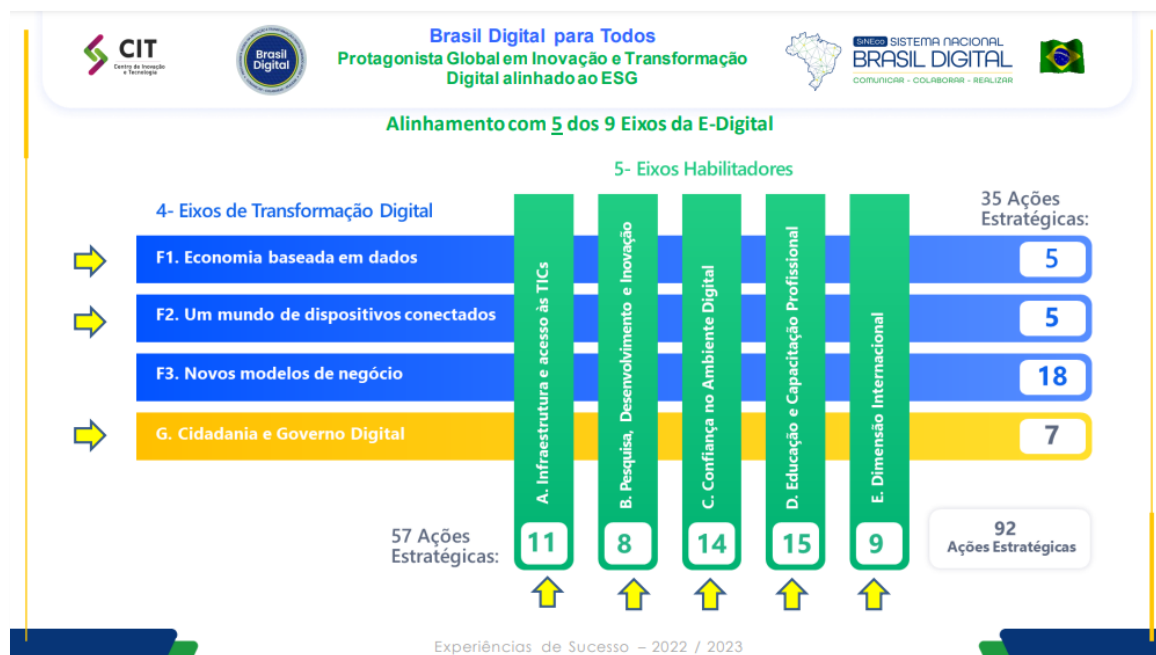 CIT
Centro de Inovação
e Tecnologia
Brasil
Digital
Brasil Digital para Todos
Protagonista Global em Inovação e Transformação
Digital alinhado ao ESG
SiNEco SISTEMA NACIONAL
BRASIL DIGITAL
COMUNICAR - COLABORAR - REALIZAR
Alinhamento com 5 dos 9 Eixos da E-Digital
5- Eixos Habilitadores
4- Eixos de Transformação Digital
35 Ações
Estratégicas:
F1. Economia baseada em dados
5
F2. Um mundo de dispositivos conectados
5
F3. Novos modelos de negócio
18
G. Cidadania e Governo Digital
7
A. Infraestrutura e acesso às TICs
B. Pesquisa, Desenvolvimento e Inovação
C. Confiança no Ambiente Digital
D. Educação e Capacitação Profissional
E. Dimensão Internacional
57 Ações
Estratégicas:
11
8
14
15
9
92
Ações Estratégicas
Experiências de Sucesso – 2022 / 2023